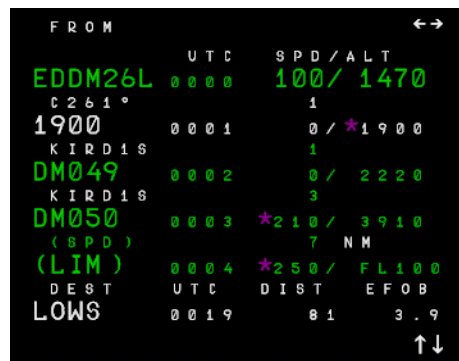 FROM ←→
UTC SPD/ALT
EDDM26L 0000 100/ 1470
C261° 1
1900 0001 0/ *1900
KIRD1S 1
DM049 0002 0/ 2220
KIRD1S 3
DM050 0003 *210/ 3910
(SPD) 7 NM
(LIM) 0004 *250/ FL100
DEST UTC DIST EFOB
LOWS 0019 81 3.9
↑↓